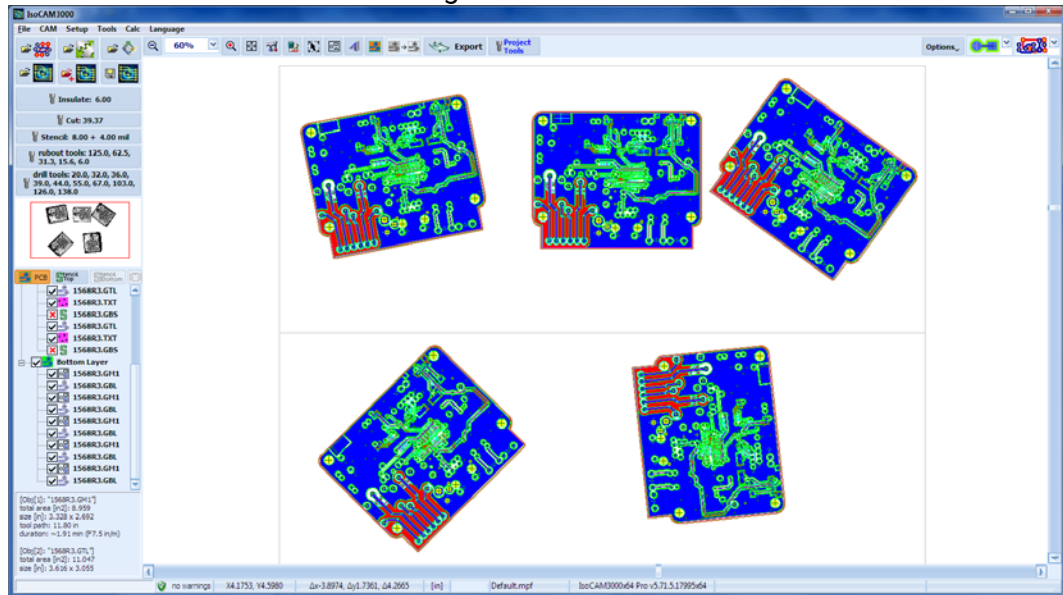 IsoCAM3000
File CAM Setup Tools Calc Language
60% Export Project Tools Options
Insulate: 6.00
Cut: 39.37
Stencil: 8.00 + 4.00 mil
rubout tools: 125.0, 62.5,
31.3, 15.6, 6.0
drill tools: 20.0, 32.0, 36.0,
39.0, 44.0, 55.0, 67.0, 103.0,
126.0, 138.0
PCB Stencil Top Stencil Bottom
1568R3.GTL
1568R3.TXT
1568R3.GBS
1568R3.GTL
1568R3.TXT
1568R3.GBS
Bottom Layer
1568R3.GM1
1568R3.GBL
1568R3.GM1
1568R3.GBL
1568R3.GM1
1568R3.GBL
1568R3.GM1
1568R3.GBL
1568R3.GM1
1568R3.GBL
[Obj[1]: "1568R3.GM1"]
total area [in2]: 8.959
size [in]: 3.328 x 2.692
tool path: 11.80 in
duration: ~1.91 min (F7.5 in/m)
[Obj[2]: "1568R3.GTL"]
total area [in2]: 11.047
size [in]: 3.616 x 3.055
no warnings X4.1753, Y4.5980 Δx-3.8974, Δy1.7361, Δ4.2665 [in] Default.mpf IsoCAM3000x64 Pro v5.71.5.17995x64